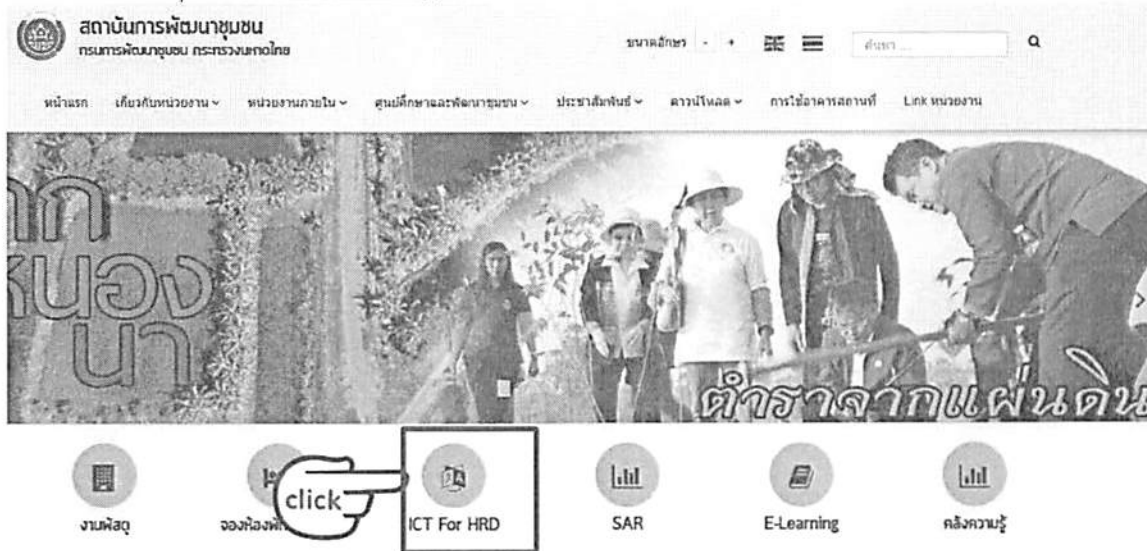 สถาบันการพัฒนาชุมชน
กรมการพัฒนาชุมชน กระทรวงมหาดไทย
ขนาดอักษร - + ค้นหา ...
หน้าแรก เกี่ยวกับหน่วยงาน หน่วยงานภายใน ศูนย์ศึกษาและพัฒนาชุมชน ประชาสัมพันธ์ ดาวน์โหลด การใช้อาคารสถานที่ Link หน่วยงาน
หนอง
นา
ตำราจากแผ่นดิน
click
งานพัสดุ จองห้องพัก ICT For HRD SAR E-Learning คลังความรู้